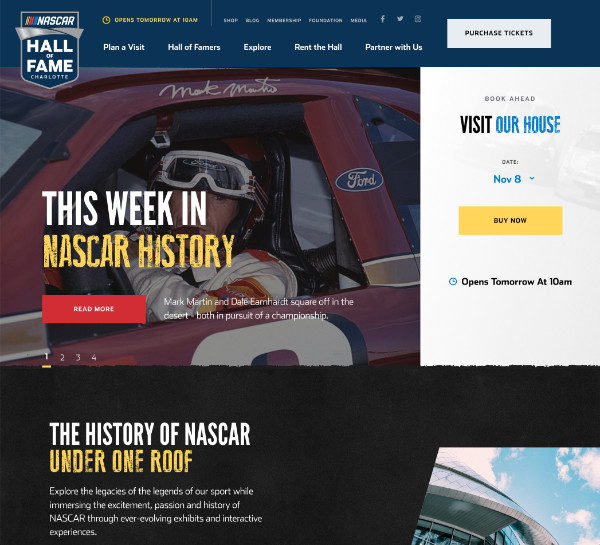 NASCAR
HALL
OF
FAME
CHARLOTTE
OPENS TOMORROW AT 10AM
SHOP BLOG MEMBERSHIP FOUNDATION MEDIA
PURCHASE TICKETS
Plan a Visit Hall of Famers Explore Rent the Hall Partner with Us
Mark Martin
Ford
THIS WEEK IN
NASCAR HISTORY
READ MORE
Mark Martin and Dale Earnhardt square off in the
desert - both in pursuit of a championship.
1 2 3 4
BOOK AHEAD
VISIT OUR HOUSE
DATE:
Nov 8
BUY NOW
Opens Tomorrow At 10am
THE HISTORY OF NASCAR
UNDER ONE ROOF
Explore the legacies of the legends of our sport while
immersing the excitement, passion and history of
NASCAR through ever-evolving exhibits and interactive
experiences.